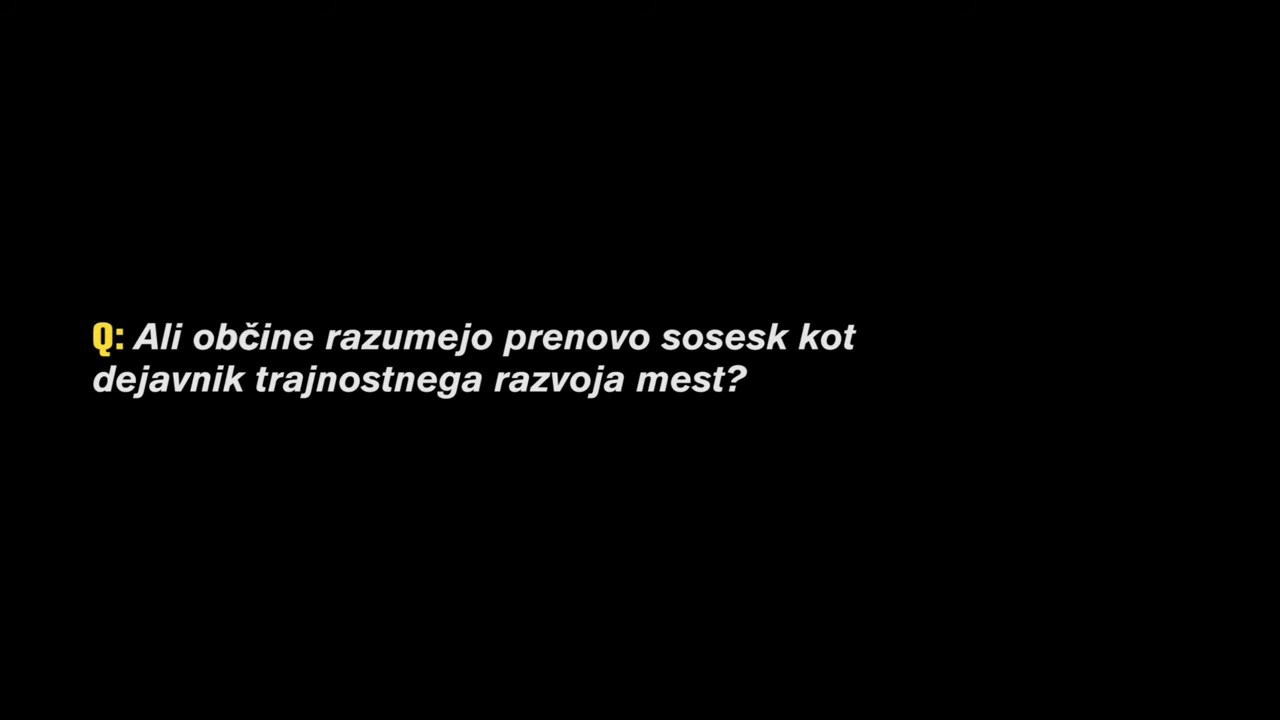 Q: Ali občine razumejo prenovo sosesk kot
dejavnik trajnostnega razvoja mest?